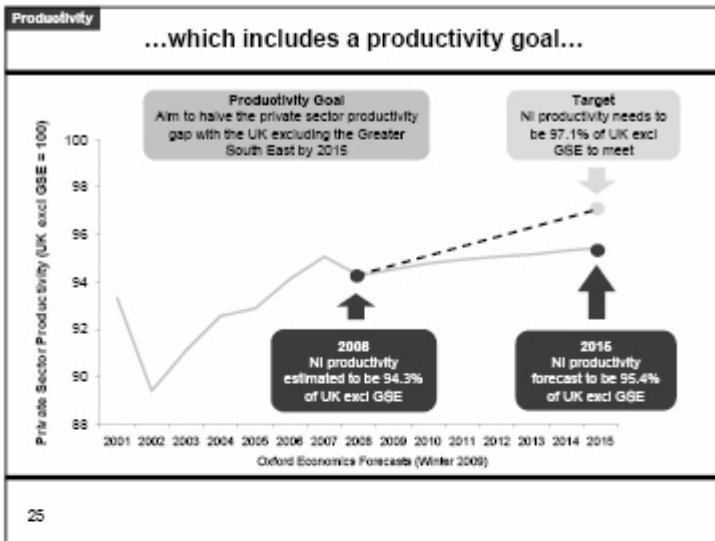 Productivity
...which includes a productivity goal...
Productivity Goal
Aim to halve the private sector productivity
gap with the UK excluding the Greater
South East by 2015
Target
NI productivity needs to
be 97.1% of UK excl
GSE to meet
Private Sector Productivity (UK excl GSE = 100)
100
98
96
94
92
90
88
2008
NI productivity
estimated to be 94.3%
of UK excl GSE
2015
NI productivity
forecast to be 95.4%
of UK excl GSE
2001 2002 2003 2004 2005 2006 2007 2008 2009 2010 2011 2012 2013 2014 2015
Oxford Economics Forecasts (Winter 2009)
25